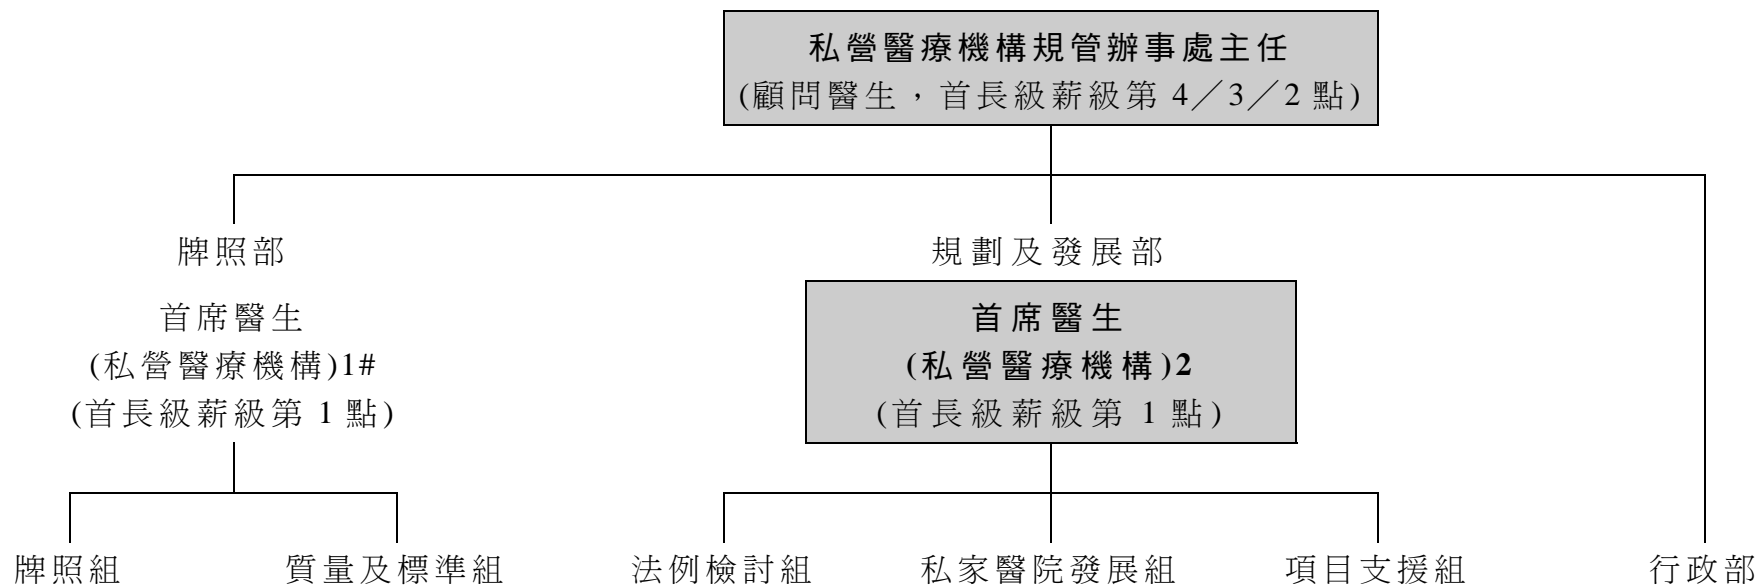 私營醫療機構規管辦事處主任
(顧問醫生，首長級薪級第 4／3／2 點)
牌照部
規劃及發展部
首席醫生
(私營醫療機構)1#
(首長級薪級第 1 點)
首席醫生
(私營醫療機構)2
(首長級薪級第 1 點)
牌照組
質量及標準組
法例檢討組
私家醫院發展組
項目支援組
行政部